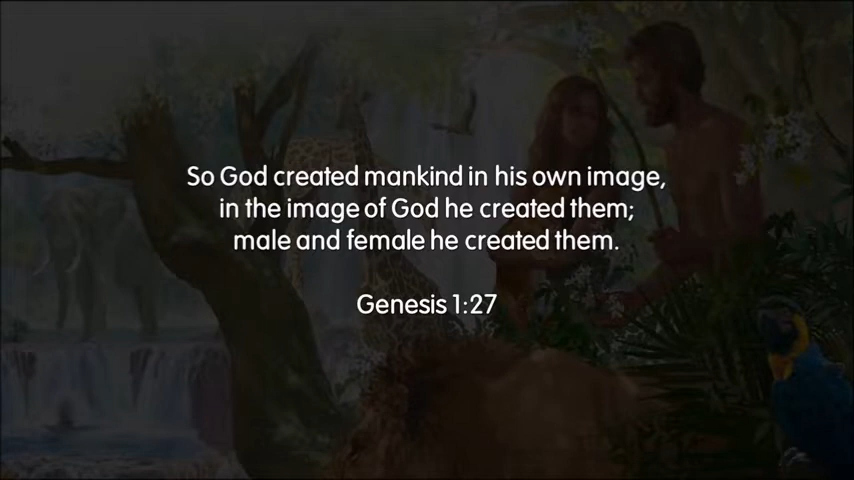 So God created mankind in his own image,
in the image of God he created them;
male and female he created them.
Genesis 1:27